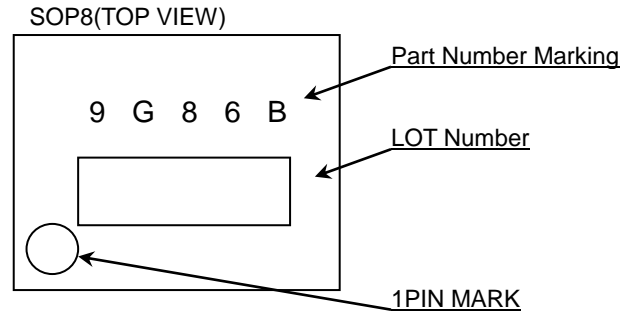 SOP8(TOP VIEW)
Part Number Marking
9 G 8 6 B
LOT Number
1PIN MARK